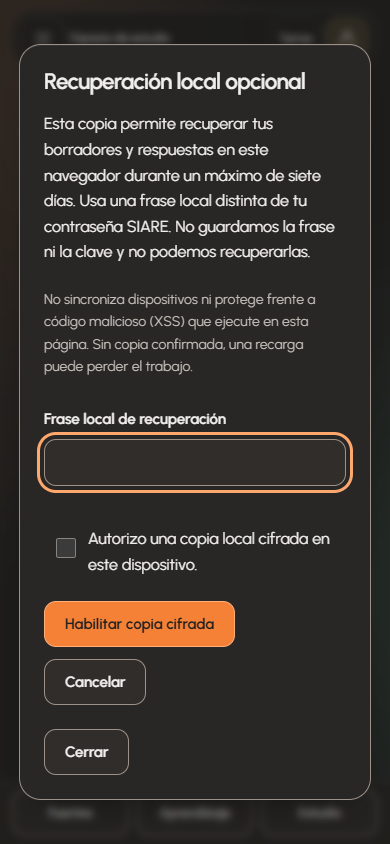 Recuperación local opcional
Esta copia permite recuperar tus
borradores y respuestas en este
navegador durante un máximo de siete
días. Usa una frase local distinta de tu
contraseña SIARE. No guardamos la frase
ni la clave y no podemos recuperarlas.
No sincroniza dispositivos ni protege frente a
código malicioso (XSS) que ejecute en esta
página. Sin copia confirmada, una recarga
puede perder el trabajo.
Frase local de recuperación
Autorizo una copia local cifrada en
este dispositivo.
Habilitar copia cifrada
Cancelar
Cerrar